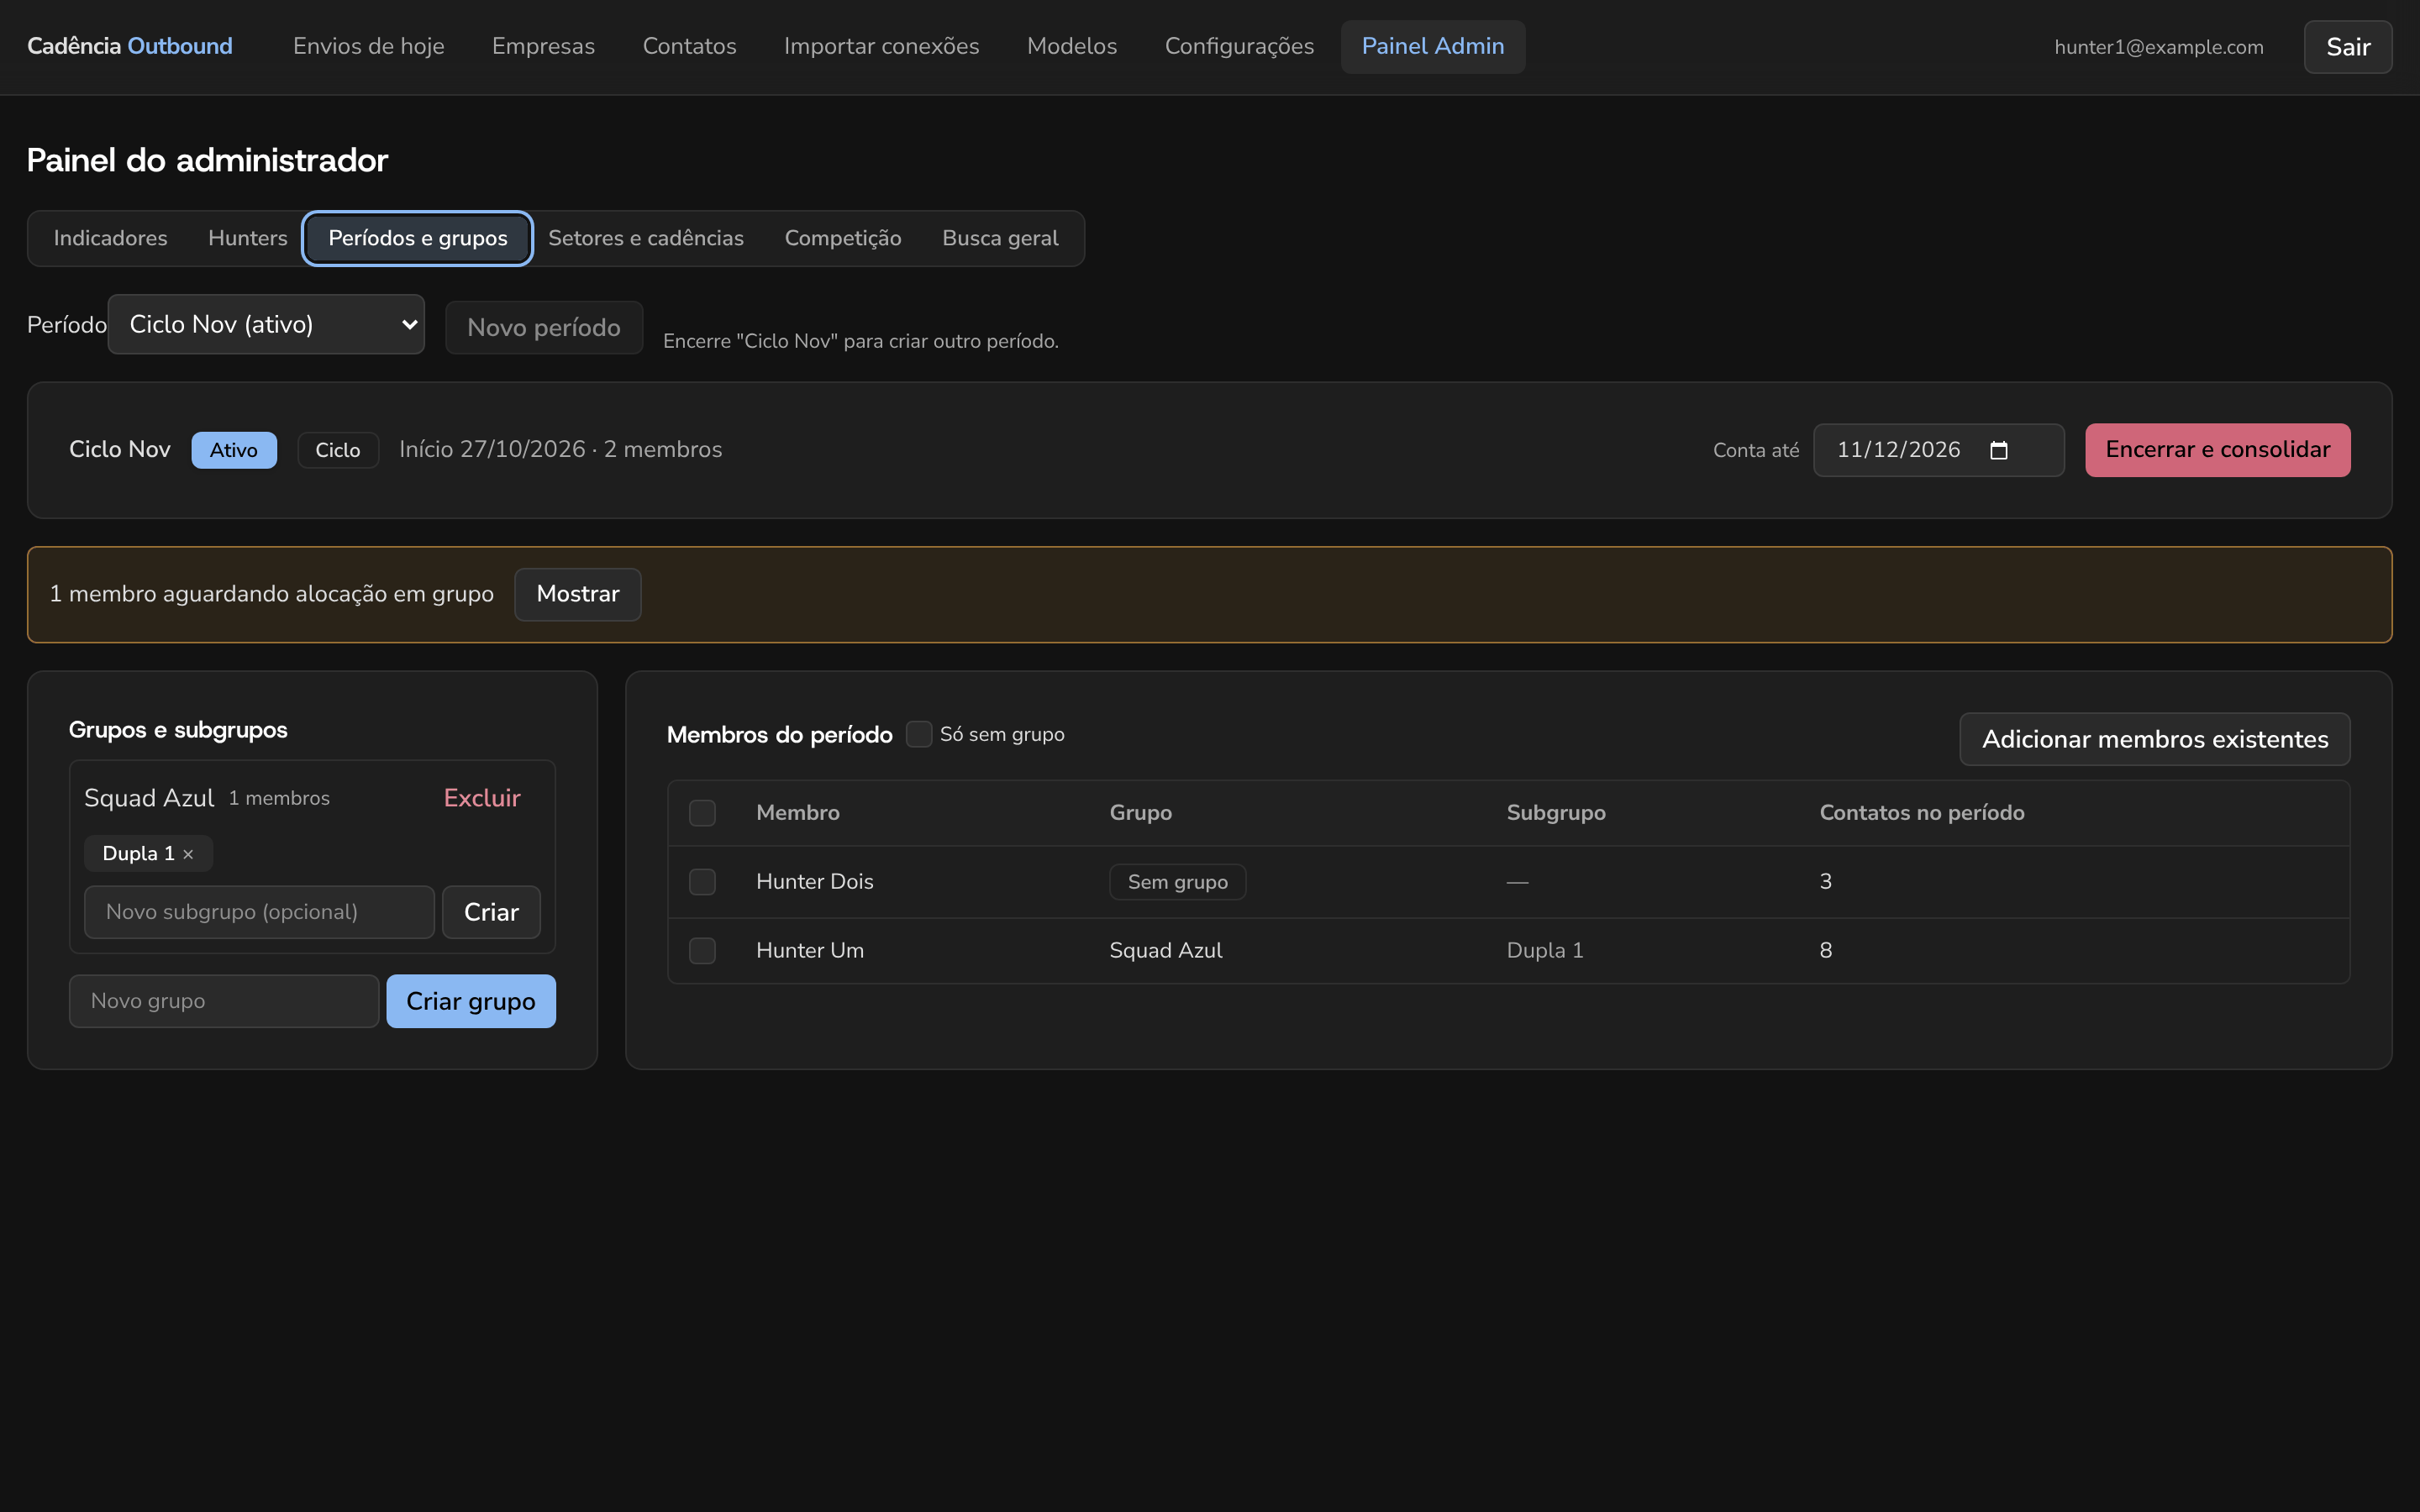 Cadência Outbound Envios de hoje Empresas Contatos Importar conexões Modelos Configurações Painel Admin hunter1@example.com Sair
Painel do administrador
Indicadores Hunters Períodos e grupos Setores e cadências Competição Busca geral
Período Ciclo Nov (ativo) Novo período Encerre "Ciclo Nov" para criar outro período.
Ciclo Nov Ativo Ciclo Início 27/10/2026 · 2 membros Conta até 11/12/2026 Encerrar e consolidar
1 membro aguardando alocação em grupo Mostrar
Grupos e subgrupos
Squad Azul 1 membros Excluir
Dupla 1 ×
Novo subgrupo (opcional) Criar
Novo grupo Criar grupo
Membros do período Só sem grupo Adicionar membros existentes
Membro Grupo Subgrupo Contatos no período
Hunter Dois Sem grupo — 3
Hunter Um Squad Azul Dupla 1 8